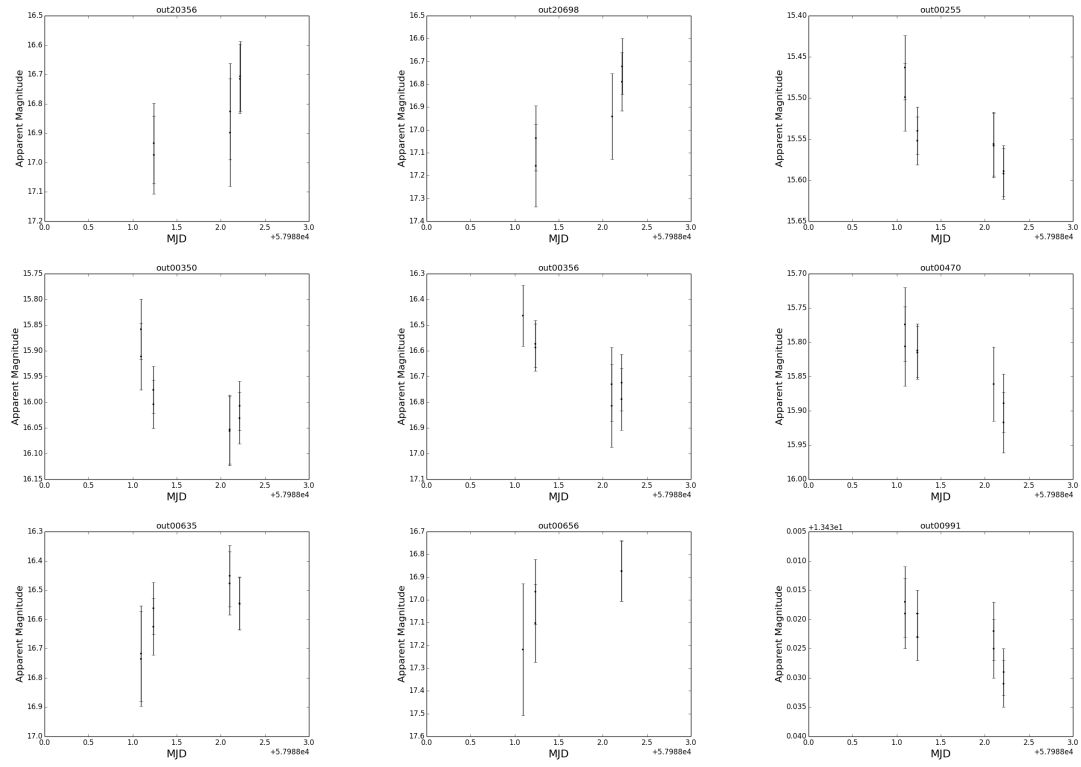 out20356
16.5
16.6
16.7
16.8
16.9
17.0
17.1
17.2
0.0 0.5 1.0 1.5 2.0 2.5 3.0
+5.7988e4
MJD
Apparent Magnitude
out20698
16.5
16.6
16.7
16.8
16.9
17.0
17.1
17.2
17.3
17.4
0.0 0.5 1.0 1.5 2.0 2.5 3.0
+5.7988e4
MJD
Apparent Magnitude
out00255
15.40
15.45
15.50
15.55
15.60
15.65
0.0 0.5 1.0 1.5 2.0 2.5 3.0
+5.7988e4
MJD
Apparent Magnitude
out00350
15.75
15.80
15.85
15.90
15.95
16.00
16.05
16.10
16.15
0.0 0.5 1.0 1.5 2.0 2.5 3.0
+5.7988e4
MJD
Apparent Magnitude
out00356
16.3
16.4
16.5
16.6
16.7
16.8
16.9
17.0
17.1
0.0 0.5 1.0 1.5 2.0 2.5 3.0
+5.7988e4
MJD
Apparent Magnitude
out00470
15.70
15.75
15.80
15.85
15.90
15.95
16.00
0.0 0.5 1.0 1.5 2.0 2.5 3.0
+5.7988e4
MJD
Apparent Magnitude
out00635
16.3
16.4
16.5
16.6
16.7
16.8
16.9
17.0
0.0 0.5 1.0 1.5 2.0 2.5 3.0
+5.7988e4
MJD
Apparent Magnitude
out00656
16.7
16.8
16.9
17.0
17.1
17.2
17.3
17.4
17.5
17.6
0.0 0.5 1.0 1.5 2.0 2.5 3.0
+5.7988e4
MJD
Apparent Magnitude
out00991
+1.343e1
0.005
0.010
0.015
0.020
0.025
0.030
0.035
0.040
0.0 0.5 1.0 1.5 2.0 2.5 3.0
+5.7988e4
MJD
Apparent Magnitude